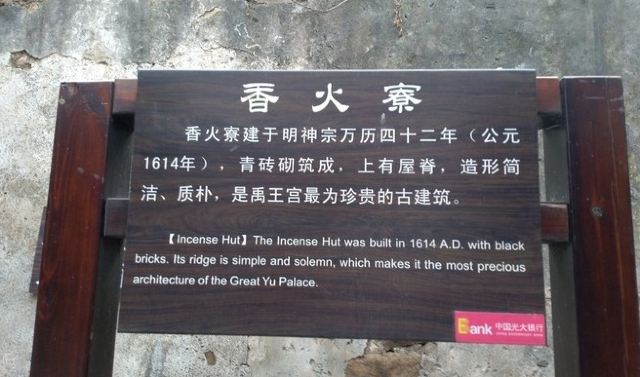 香火寮
香火寮建于明神宗万历四十二年（公元
1614年），青砖砌筑成，上有屋脊，造形简
洁、质朴，是禹王宫最为珍贵的古建筑。
【Incense Hut】The Incense Hut was built in 1614 A.D. with black
bricks. Its ridge is simple and solemn, which makes it the most precious
architecture of the Great Yu Palace.
Bank 中国光大银行
CHINA EVERBRIGHT BANK